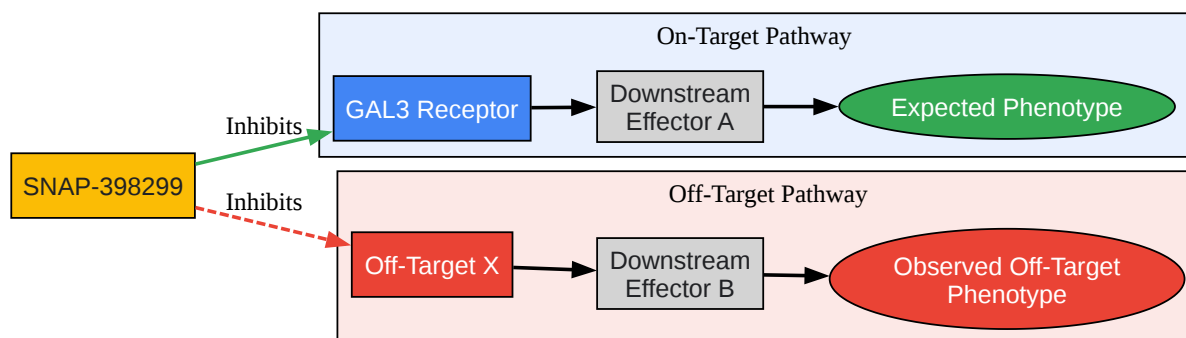 On-Target Pathway
GAL3 Receptor
Downstream
Effector A
Expected Phenotype
Inhibits
SNAP-398299
Inhibits
Off-Target Pathway
Off-Target X
Downstream
Effector B
Observed Off-Target
Phenotype